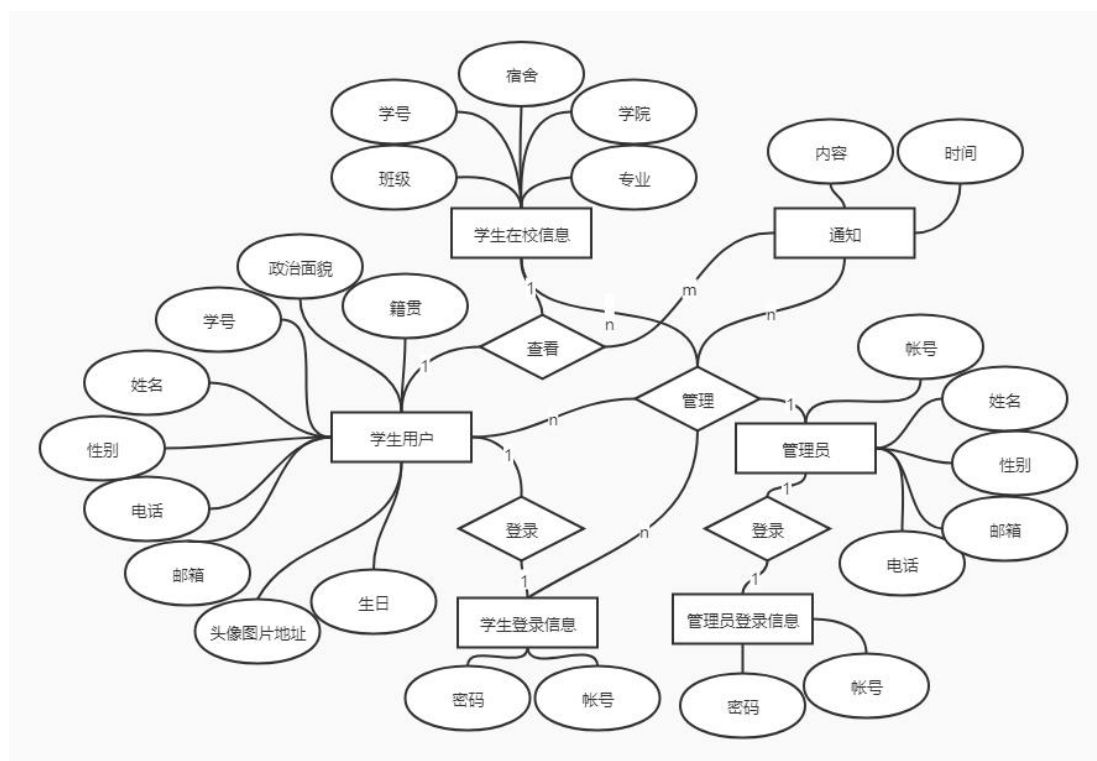 宿舍
学号
学院
班级
专业
内容
时间
学生在校信息
通知
政治面貌
籍贯
学号
1
n
m
n
查看
帐号
姓名
1
管理
1
姓名
性别
学生用户
n
管理员
性别
1
1
电话
登录
登录
邮箱
n
邮箱
1
1
电话
生日
头像图片地址
学生登录信息
管理员登录信息
密码
帐号
密码
帐号